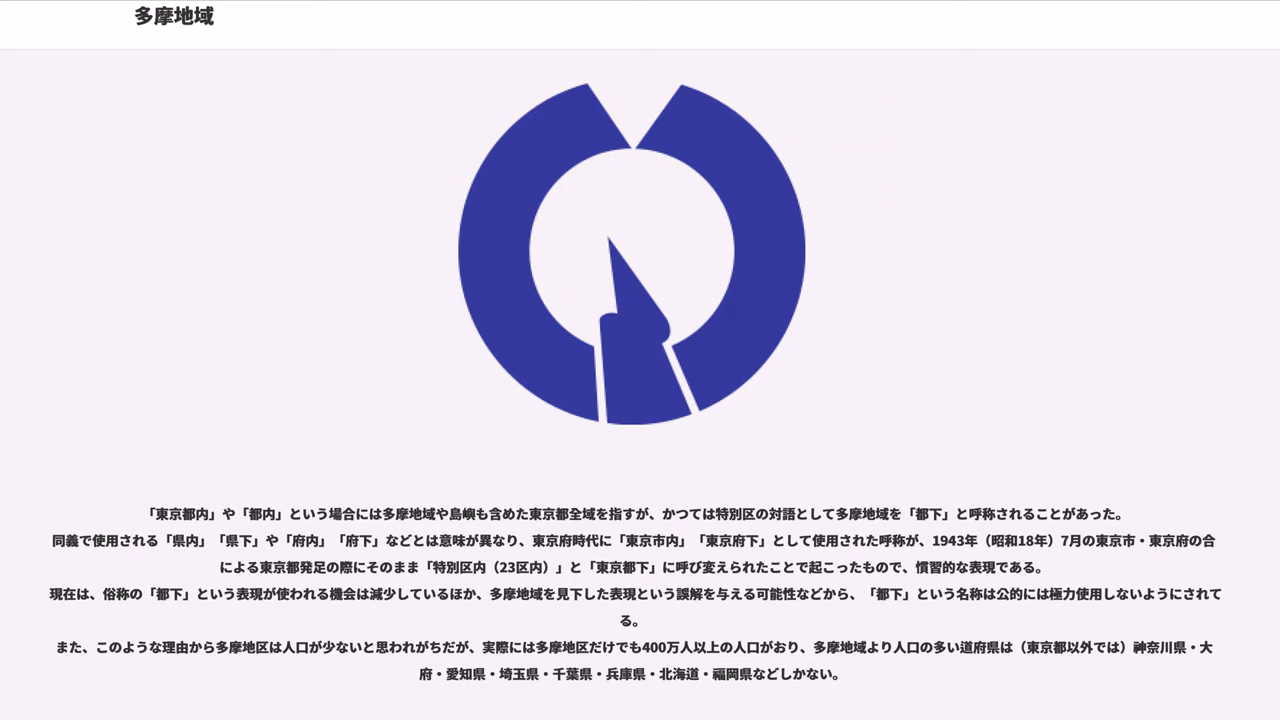 多摩地域
「東京都内」や「都内」という場合には多摩地域や島嶼も含めた東京都全域を指すが、かつては特別区の対語として多摩地域を「都下」と呼称されることがあった。
同義で使用される「県内」「県下」や「府内」「府下」などとは意味が異なり、東京府時代に「東京市内」「東京府下」として使用された呼称が、1943年（昭和18年）7月の東京市・東京府の合
による東京都発足の際にそのまま「特別区内（23区内）」と「東京都下」に呼び変えられたことで起こったもので、慣習的な表現である。
現在は、俗称の「都下」という表現が使われる機会は減少しているほか、多摩地域を見下した表現という誤解を与える可能性などから、「都下」という名称は公的には極力使用しないようにされて
る。
また、このような理由から多摩地区は人口が少ないと思われがちだが、実際には多摩地区だけでも400万人以上の人口がおり、多摩地域より人口の多い道府県は（東京都以外では）神奈川県・大
府・愛知県・埼玉県・千葉県・兵庫県・北海道・福岡県などしかない。